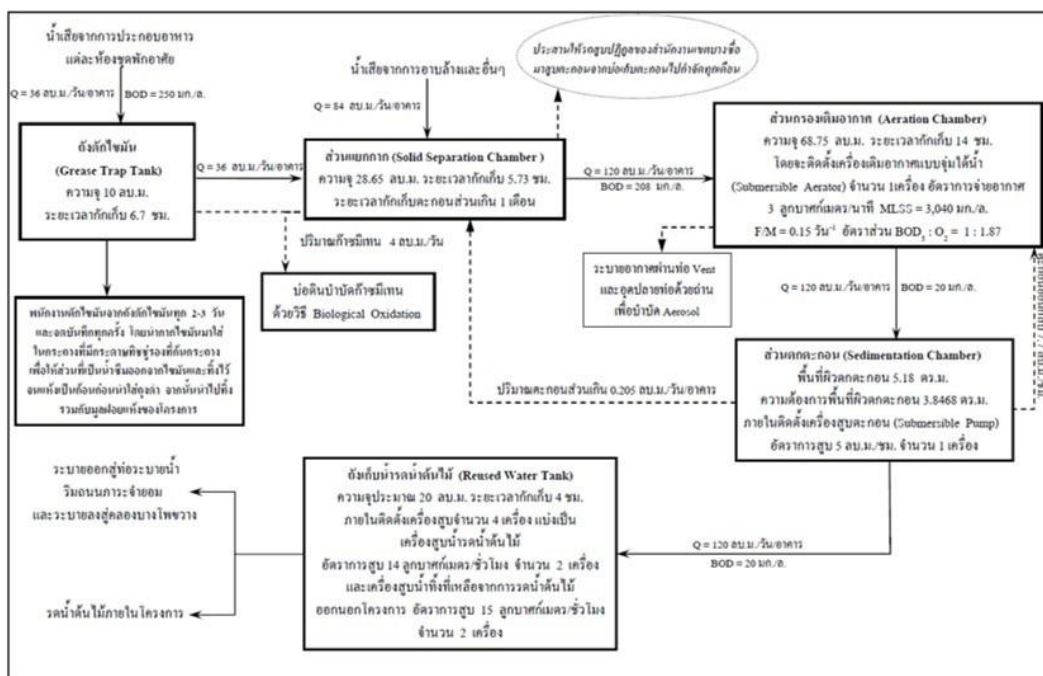 น้ำเสียจากการประกอบอาหาร
แต่ละห้องชุดพักอาศัย
Q = 36 ลบ.ม./วัน/อาคาร
BOD = 250 มก./ล.
ถังดักไขมัน
(Grease Trap Tank)
ความจุ 10 ลบ.ม.
ระยะเวลากักเก็บ 6.7 ชม.
Q = 36 ลบ.ม./วัน/อาคาร
น้ำเสียจากการอาบล้างและอื่นๆ
Q = 84 ลบ.ม./วัน/อาคาร
ส่วนแยกกาก (Solid Separation Chamber )
ความจุ 28.65 ลบ.ม. ระยะเวลากักเก็บ 5.73 ชม.
ระยะเวลากักเก็บตะกอนส่วนเกิน 1 เดือน
ประสานให้รถสูบปฏิกูลของสำนักงานเขตบางซื่อ
มาสูบตะกอนจากบ่อเก็บตะกอนไปกำจัดทุกเดือน
Q = 120 ลบ.ม./วัน/อาคาร
BOD = 208 มก./ล.
ส่วนกรองเติมอากาศ (Aeration Chamber)
ความจุ 68.75 ลบ.ม. ระยะเวลากักเก็บ 14 ชม.
โดยจะติดตั้งเครื่องเติมอากาศแบบจุ่มใต้น้ำ
(Submersible Aerator) จำนวน 1เครื่อง อัตราการจ่ายอากาศ
3 ลูกบาศก์เมตร/นาที MLSS = 3,040 มก./ล.
F/M = 0.15 วัน⁻¹ อัตราส่วน BOD₅ : O₂ = 1 : 1.87
ปริมาณก๊าซมีเทน 4 ลบ.ม./วัน
บ่อดินบำบัดก๊าซมีเทน
ด้วยวิธี Biological Oxidation
ระบายอากาศผ่านท่อ Vent
และอุดปลายท่อด้วยถ่าน
เพื่อบำบัด Aerosol
Q = 120 ลบ.ม./วัน/อาคาร
BOD = 20 มก./ล.
พนักงานตักไขมันจากถังดักไขมันทุก 2-3 วัน
และจดบันทึกทุกครั้ง โดยนำกากไขมันมาใส่
ในกระถางที่มีกระดาษทิชชู่รองที่ก้นกระถาง
เพื่อให้ส่วนที่เป็นน้ำซึมออกจากไขมันและทิ้งไว้
จนแห้งเป็นก้อนก่อนนำใส่ถุงดำ จากนั้นนำไปทิ้ง
รวมกับมูลฝอยแห้งของโครงการ
ปริมาณตะกอนส่วนเกิน 0.205 ลบ.ม./วัน/อาคาร
ส่วนตกตะกอน (Sedimentation Chamber)
พื้นที่ผิวตกตะกอน 5.18 ตร.ม.
ความต้องการพื้นที่ผิวตกตะกอน 3.8468 ตร.ม.
ภายในติดตั้งเครื่องสูบตะกอน (Submersible Pump)
อัตราการสูบ 5 ลบ.ม./ชม. จำนวน 1 เครื่อง
Q = 120 ลบ.ม./วัน/อาคาร
BOD = 20 มก./ล.
ถังเก็บน้ำรดน้ำต้นไม้ (Reused Water Tank)
ความจุประมาณ 20 ลบ.ม. ระยะเวลากักเก็บ 4 ชม.
ภายในติดตั้งเครื่องสูบจำนวน 4 เครื่อง แบ่งเป็น
เครื่องสูบน้ำรดน้ำต้นไม้
อัตราการสูบ 14 ลูกบาศก์เมตร/ชั่วโมง จำนวน 2 เครื่อง
และเครื่องสูบน้ำทิ้งที่เหลือจากการรดน้ำต้นไม้
ออกนอกโครงการ อัตราการสูบ 15 ลูกบาศก์เมตร/ชั่วโมง
จำนวน 2 เครื่อง
ระบายออกสู่ท่อระบายน้ำ
ริมถนนภาระจำยอม
และระบายลงสู่คลองบางโพขวาง
รดน้ำต้นไม้ภายในโครงการ